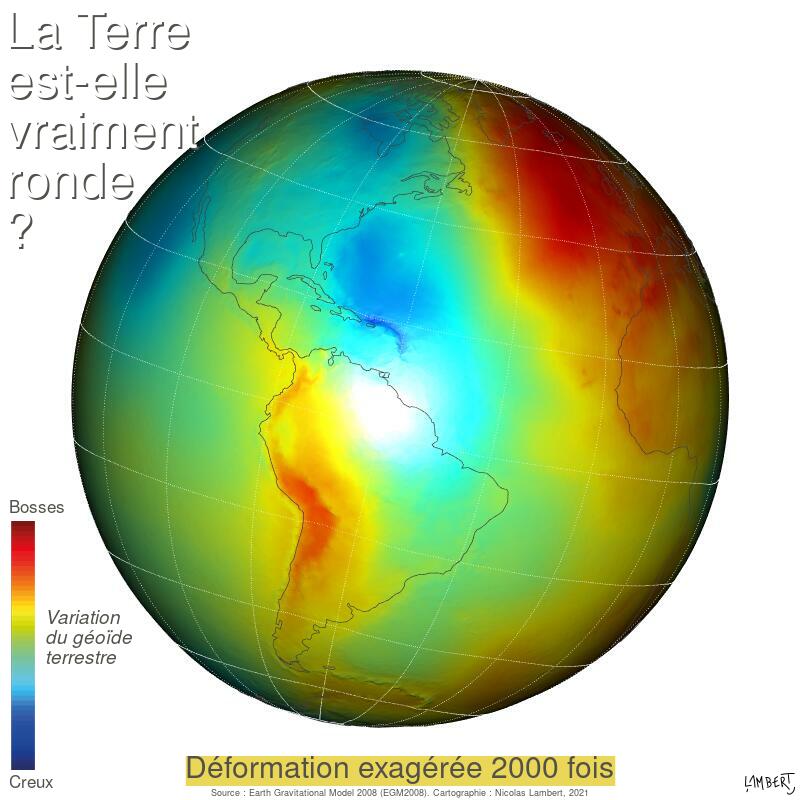 La Terre
est-elle
vraiment
ronde
?
Bosses
Variation
du géoïde
terrestre
Creux
Déformation exagérée 2000 fois
Source : Earth Gravitational Model 2008 (EGM2008). Cartographie : Nicolas Lambert, 2021
LAMBERT